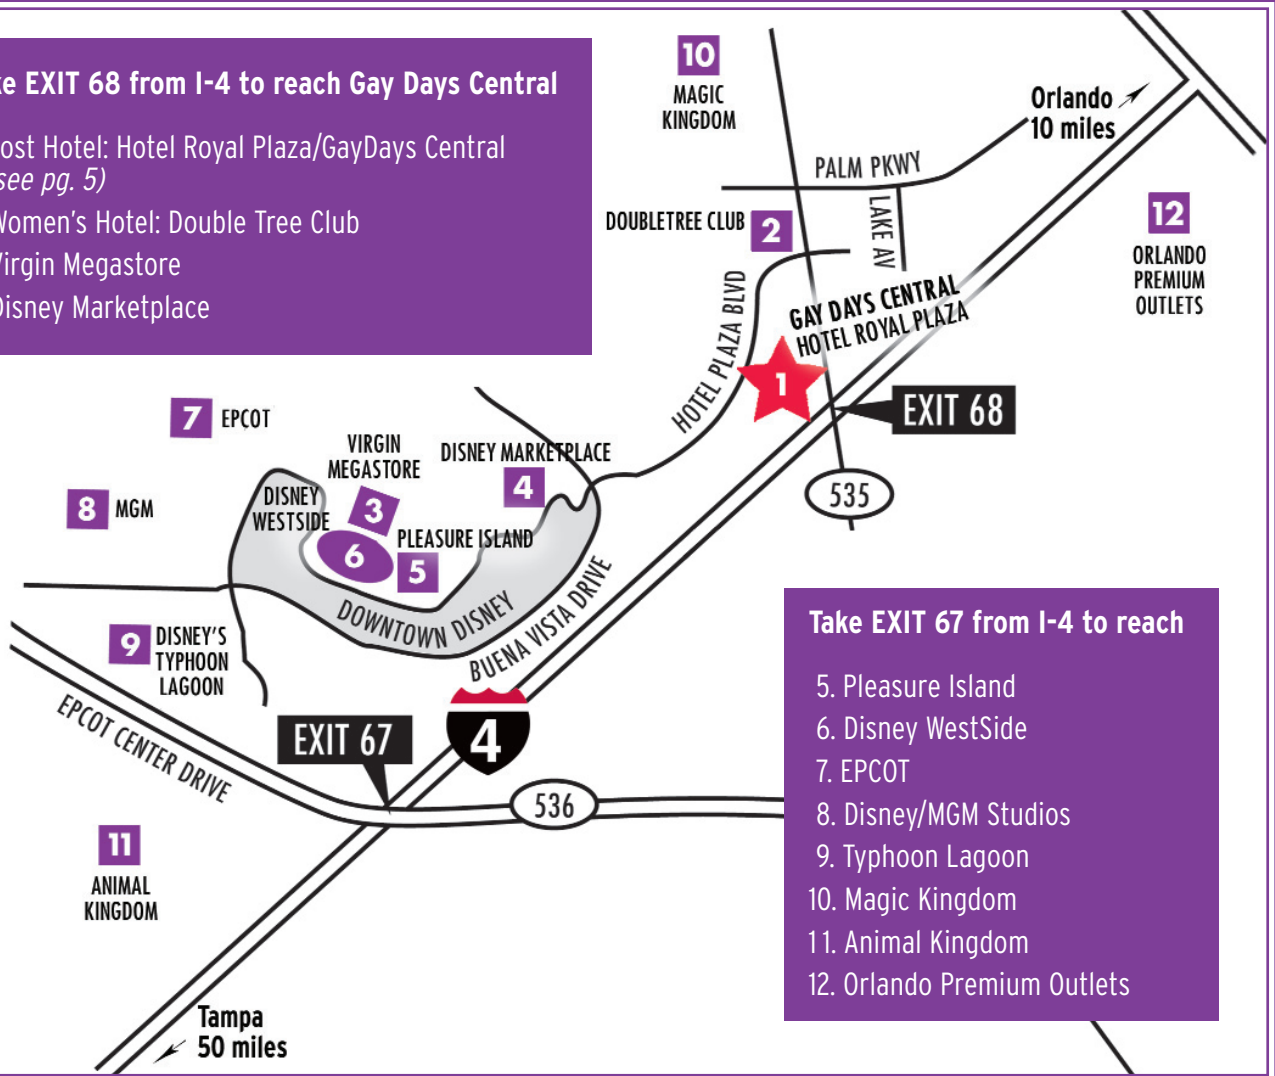 ke EXIT 68 from I-4 to reach Gay Days Central
ost Hotel: Hotel Royal Plaza/GayDays Central
see pg. 5)
Women's Hotel: Double Tree Club
Virgin Megastore
Disney Marketplace
10
MAGIC
KINGDOM
Orlando
10 miles
PALM PKWY
LAKE AV
DOUBLETREE CLUB
2
12
ORLANDO
PREMIUM
OUTLETS
HOTEL PLAZA BLVD
GAY DAYS CENTRAL
HOTEL ROYAL PLAZA
1
EXIT 68
535
7 EPCOT
VIRGIN
MEGASTORE
3
DISNEY MARKETPLACE
4
8 MGM
DISNEY
WESTSIDE
6
PLEASURE ISLAND
5
DOWNTOWN DISNEY
BUENA VISTA DRIVE
9
DISNEY'S
TYPHOON
LAGOON
EPCOT CENTER DRIVE
EXIT 67
4
536
11
ANIMAL
KINGDOM
Tampa
50 miles
Take EXIT 67 from I-4 to reach
5. Pleasure Island
6. Disney WestSide
7. EPCOT
8. Disney/MGM Studios
9. Typhoon Lagoon
10. Magic Kingdom
11. Animal Kingdom
12. Orlando Premium Outlets